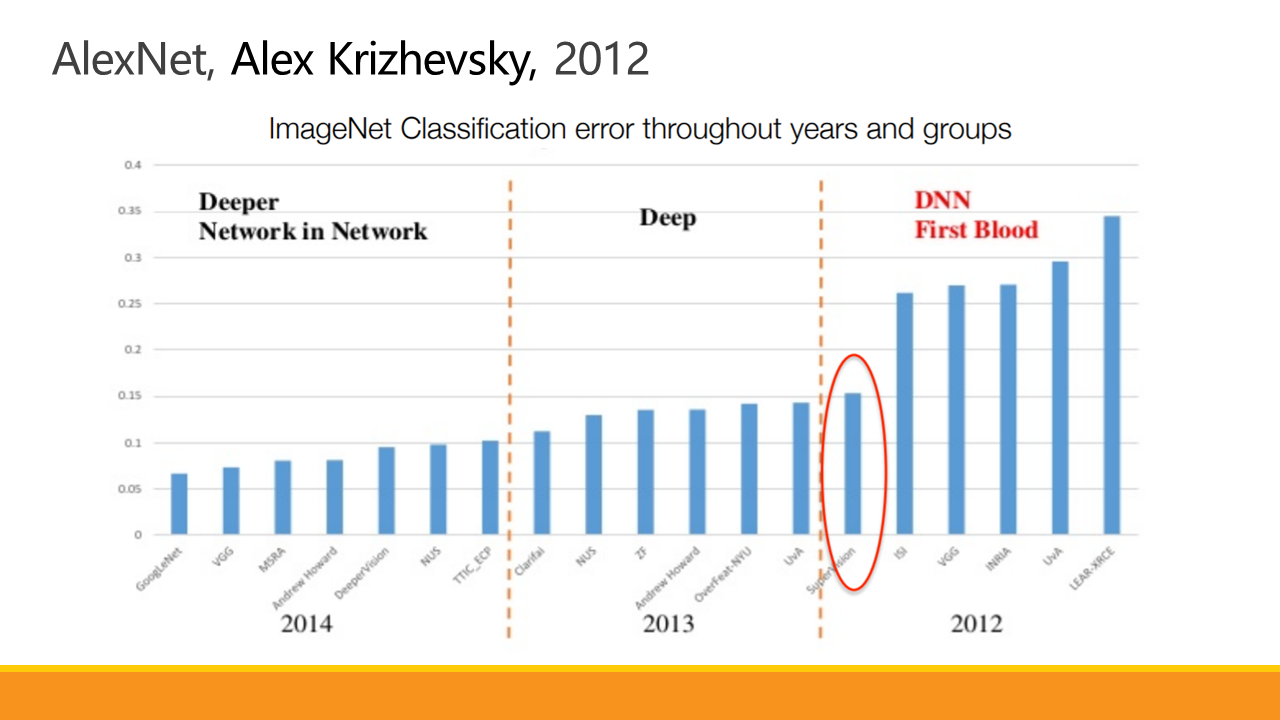 AlexNet, Alex Krizhevsky, 2012
ImageNet Classification error throughout years and groups
0.4
0.35
0.3
0.25
0.2
0.15
0.1
0.05
0
Deeper
Network in Network
Deep
DNN
First Blood
GoogLeNet
VGG
MSRA
Andrew Howard
DeeperVision
NUS
TTIC_ECP
Clarifai
NUS
ZF
Andrew Howard
OverFeat-NYU
UvA
SuperVision
ISI
VGG
INRIA
UvA
LEAR-XRCE
2014
2013
2012